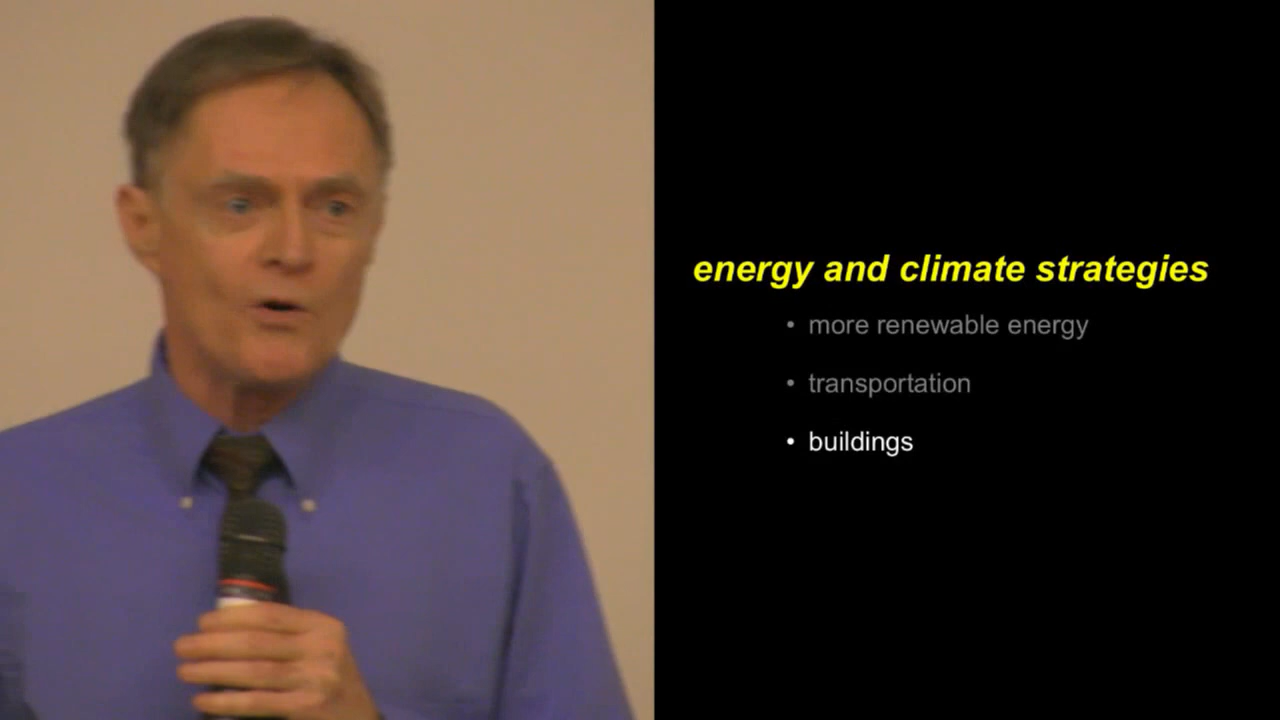 energy and climate strategies
• more renewable energy
• transportation
• buildings